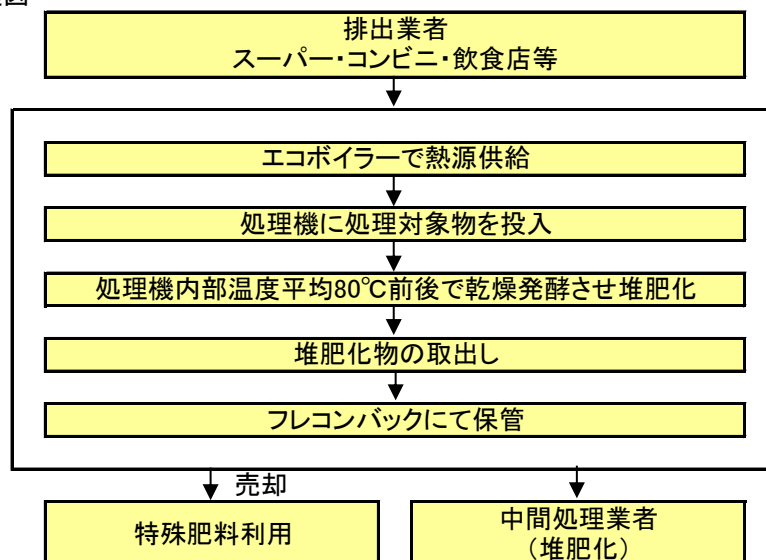 排出業者
スーパー・コンビニ・飲食店等
エコボイラーで熱源供給
処理機に処理対象物を投入
処理機内部温度平均80℃前後で乾燥発酵させ堆肥化
堆肥化物の取出し
フレコンバックにて保管
売却
特殊肥料利用
中間処理業者
（堆肥化）